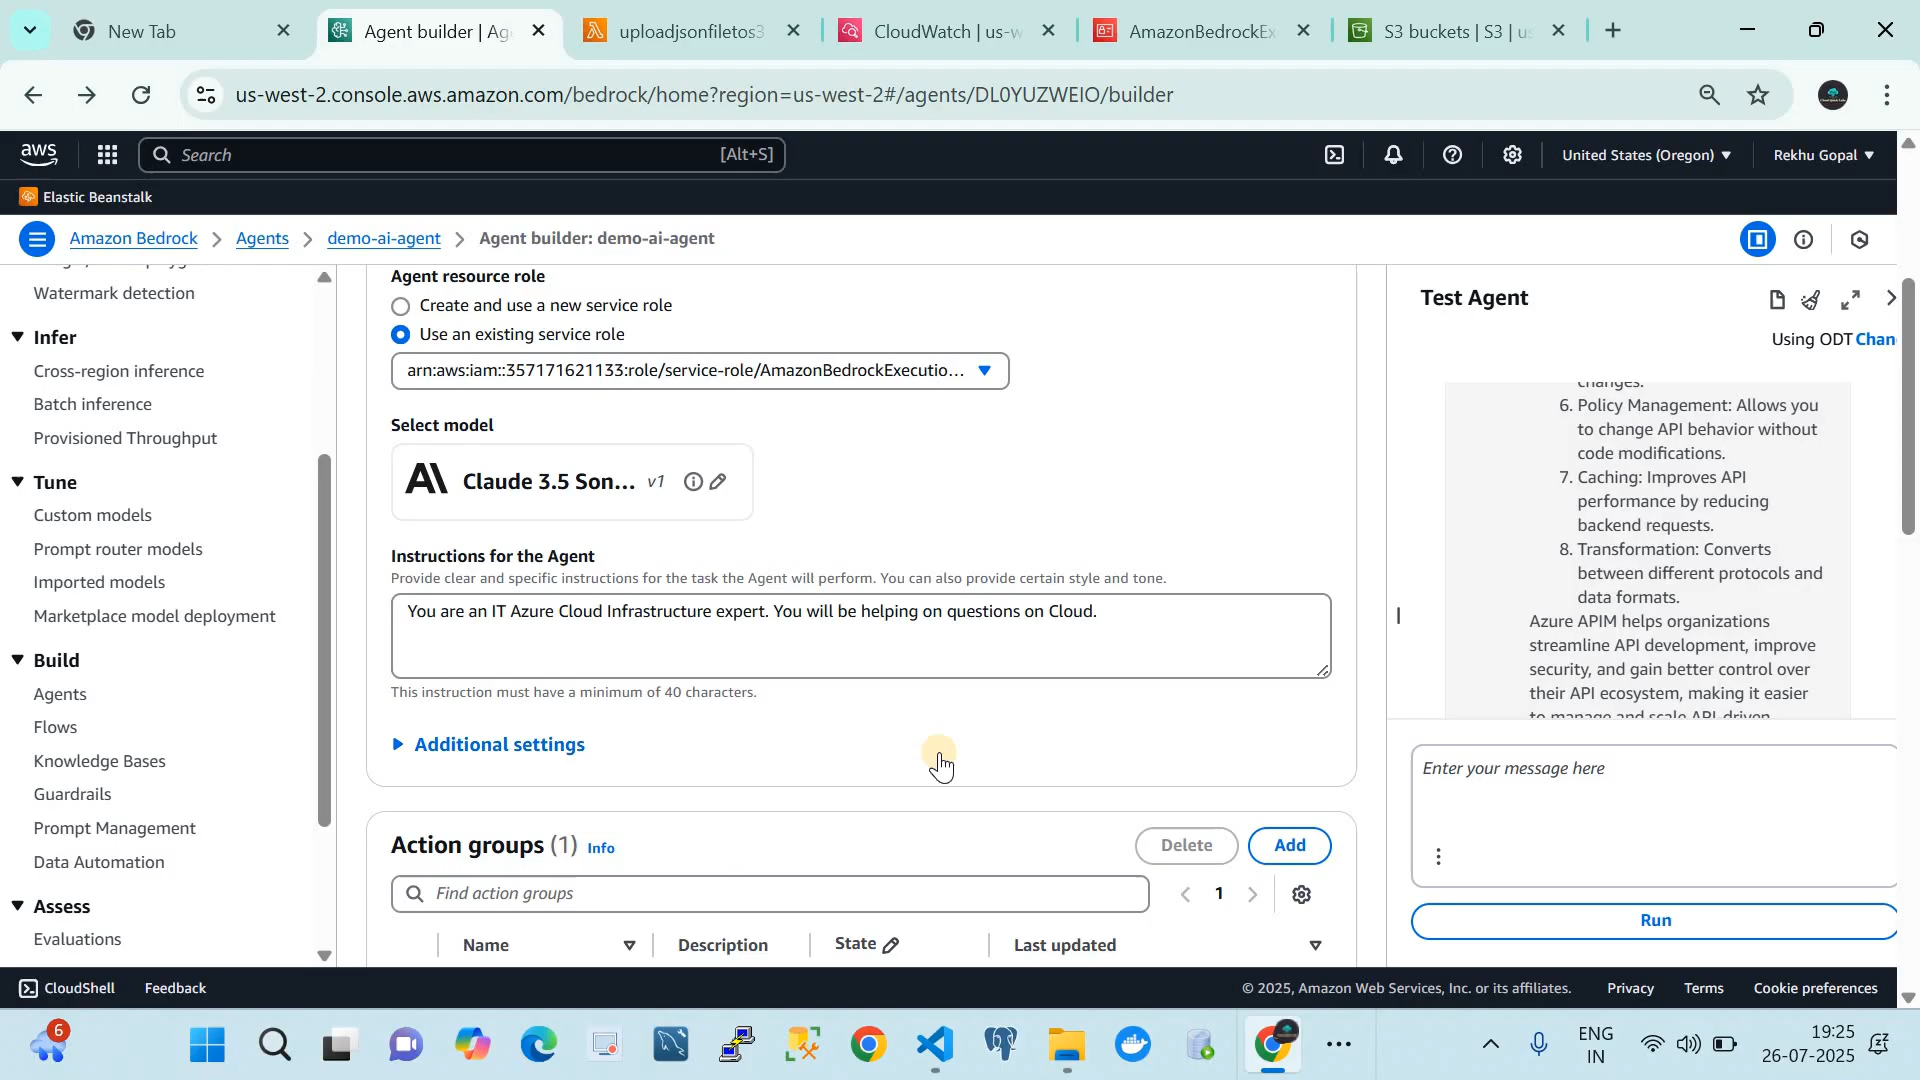 New Tab
Agent builder | Ag
uploadjsonfiletos3
CloudWatch | us-w
AmazonBedrockEx
S3 buckets | S3 | us
us-west-2.console.aws.amazon.com/bedrock/home?region=us-west-2#/agents/DL0YUZWEIO/builder
aws
Search
[Alt+S]
United States (Oregon)
Rekhu Gopal
Elastic Beanstalk
Amazon Bedrock
Agents
demo-ai-agent
Agent builder: demo-ai-agent
Watermark detection
Infer
Cross-region inference
Batch inference
Provisioned Throughput
Tune
Custom models
Prompt router models
Imported models
Marketplace model deployment
Build
Agents
Flows
Knowledge Bases
Guardrails
Prompt Management
Data Automation
Assess
Evaluations
Agent resource role
Create and use a new service role
Use an existing service role
arn:aws:iam::357171621133:role/service-role/AmazonBedrockExecutio...
Select model
Claude 3.5 Son... v1
Instructions for the Agent
Provide clear and specific instructions for the task the Agent will perform. You can also provide certain style and tone.
You are an IT Azure Cloud Infrastructure expert. You will be helping on questions on Cloud.
This instruction must have a minimum of 40 characters.
Additional settings
Action groups (1) Info
Delete
Add
Find action groups
1
Name
Description
State
Last updated
Test Agent
Using ODT Chan
changes.
6. Policy Management: Allows you
to change API behavior without
code modifications.
7. Caching: Improves API
performance by reducing
backend requests.
8. Transformation: Converts
between different protocols and
data formats.
Azure APIM helps organizations
streamline API development, improve
security, and gain better control over
their API ecosystem, making it easier
to manage and scale API-driven
Enter your message here
Run
CloudShell
Feedback
© 2025, Amazon Web Services, Inc. or its affiliates.
Privacy
Terms
Cookie preferences
6
ENG
IN
19:25
26-07-2025